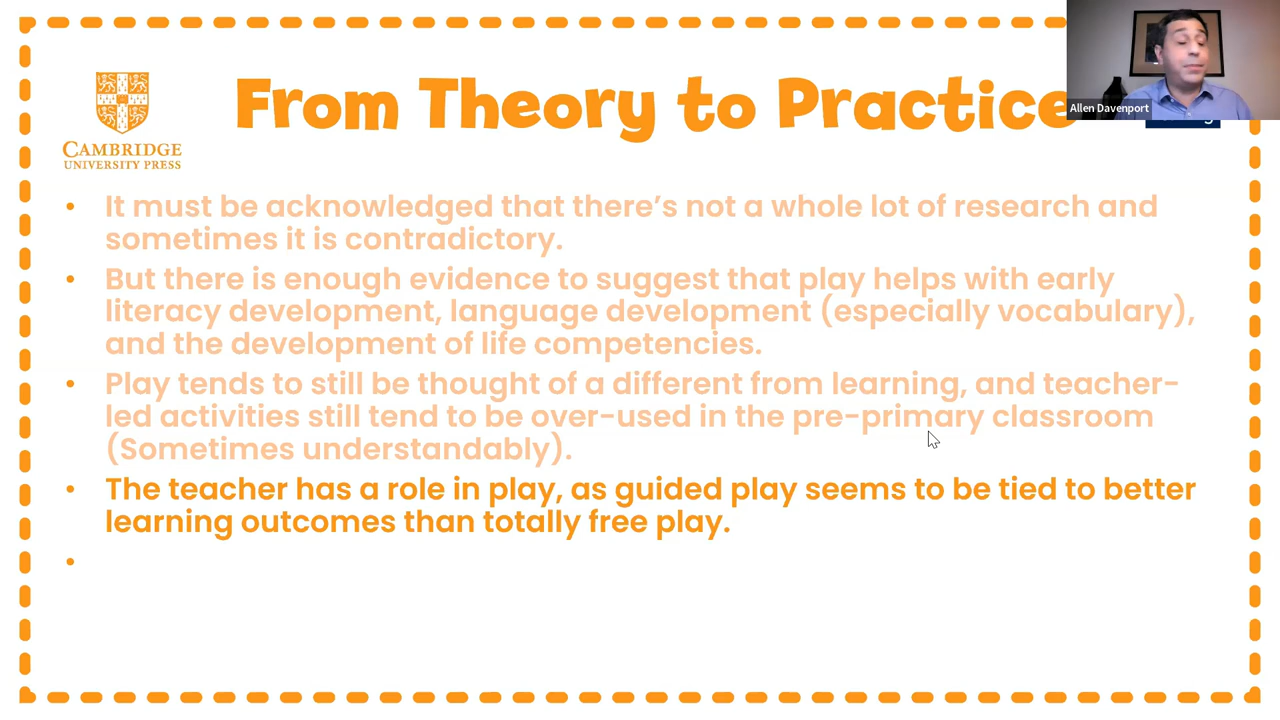 From Theory to Practice
Allen Davenport
CAMBRIDGE
UNIVERSITY PRESS
• It must be acknowledged that there's not a whole lot of research and
sometimes it is contradictory.
• But there is enough evidence to suggest that play helps with early
literacy development, language development (especially vocabulary),
and the development of life competencies.
• Play tends to still be thought of a different from learning, and teacher-
led activities still tend to be over-used in the pre-primary classroom
(Sometimes understandably).
• The teacher has a role in play, as guided play seems to be tied to better
learning outcomes than totally free play.
•